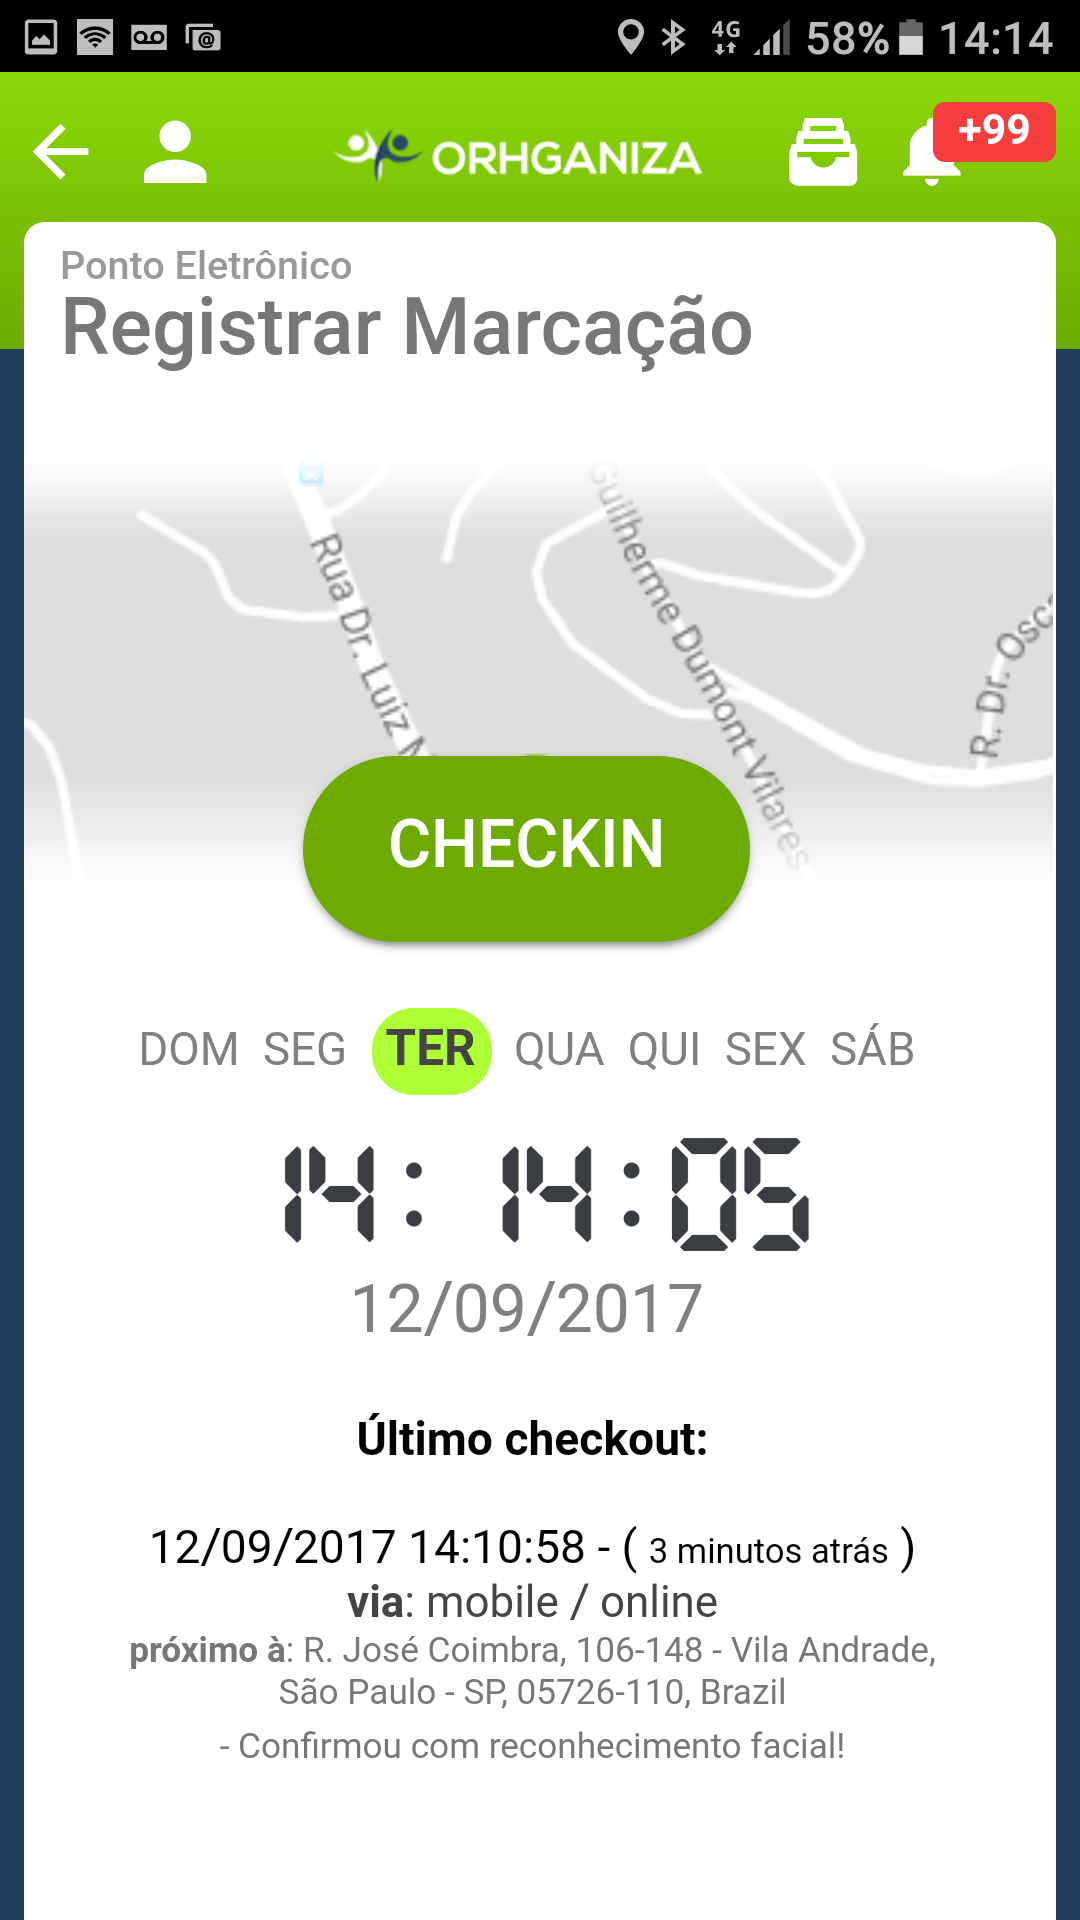 4G 58% 14:14
ORHGANIZA +99
Ponto Eletrônico
Registrar Marcação
Rua Dr. Luiz
Guilherme Dumont Vilares
R. Dr.
CHECKIN
DOM SEG TER QUA QUI SEX SÁB
14: 14:05
12/09/2017
Último checkout:
12/09/2017 14:10:58 - ( 3 minutos atrás )
via: mobile / online
próximo à: R. José Coimbra, 106-148 - Vila Andrade,
São Paulo - SP, 05726-110, Brazil
- Confirmou com reconhecimento facial!